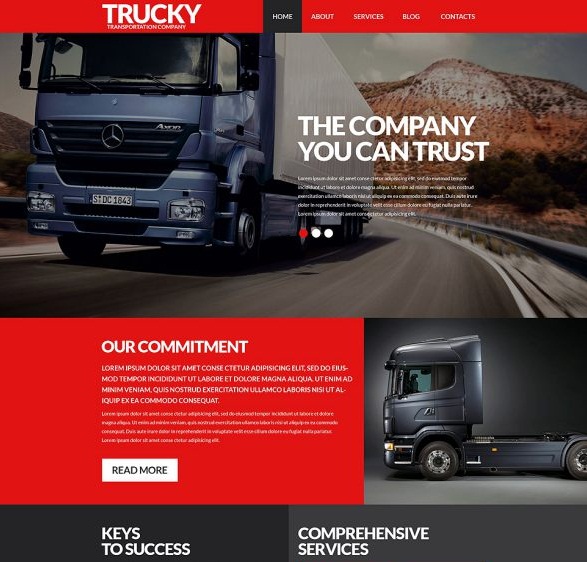 TRUCKY
TRANSPORTATION COMPANY
HOME
ABOUT
SERVICES
BLOG
CONTACTS
Axor
S:DC 1843
THE COMPANY
YOU CAN TRUST
Lorem ipsum dolor sit amet conse ctetur adipisicing elit, sed do eiusmod tempor
incididunt ut labore et dolore magna aliqua. Ut enim ad minim veniam, quis nostrud
exercitation ullamco laboris nisi ut aliquip ex ea commodo consequat. Duis aute irure
dolor in reprehenderit in voluptate velit esse cillum dolore eu fugiat nulla pariatur.
Lorem ipsum dolor sit amet conse ctetur adipisicing elit.
OUR COMMITMENT
LOREM IPSUM DOLOR SIT AMET CONSE CTETUR ADIPISICING ELIT, SED DO EIUS-
MOD TEMPOR INCIDIDUNT UT LABORE ET DOLORE MAGNA ALIQUA. UT ENIM AD
MINIM VENIAM, QUIS NOSTRUD EXERCITATION ULLAMCO LABORIS NISI UT AL-
IQUIP EX EA COMMODO CONSEQUAT.
Lorem ipsum dolor sit amet conse ctetur adipisicing elit, sed do eiusmod tempor incididunt ut labore et dolore
magna aliqua. Ut enim ad minim veniam, quis nostrud exercitation ullamco laboris nisi ut aliquip ex ea commodo
consequat. Duis aute irure dolor in reprehenderit in voluptate velit esse cillum dolore eu fugiat nulla pariatur.
Lorem ipsum dolor sit amet conse ctetur adipisicing elit.
READ MORE
KEYS
TO SUCCESS
COMPREHENSIVE
SERVICES